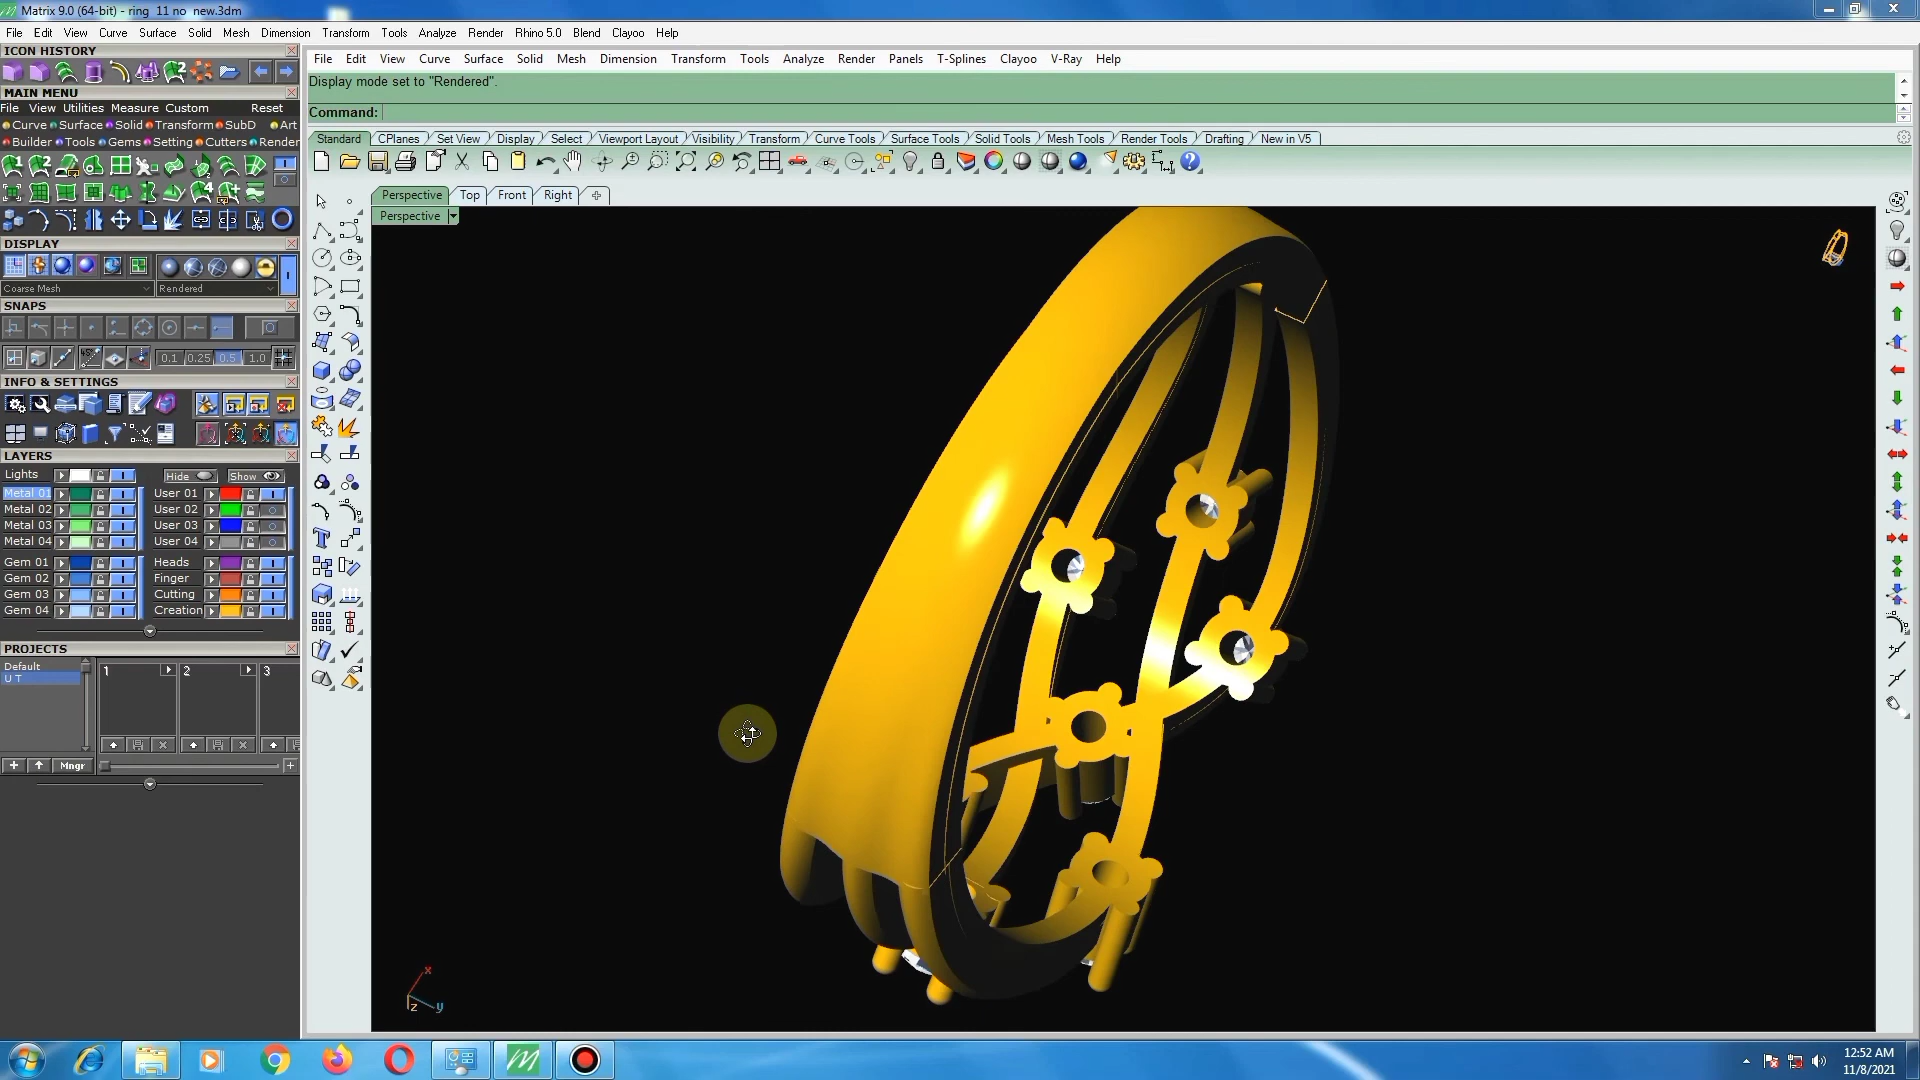 Matrix 9.0 (64-bit) - ring  11 no  new.3dm
File Edit View Curve Surface Solid Mesh Dimension Transform Tools Analyze Render Rhino 5.0 Blend Clayoo Help
ICON HISTORY
MAIN MENU
File View Utilities Measure Custom Reset
Curve Surface Solid Transform SubD Art
Builder Tools Gems Setting Cutters Render
DISPLAY
Coarse Mesh Rendered
SNAPS
0.1 0.25 0.5 1.0
INFO & SETTINGS
LAYERS
Lights Hide Show
Metal 01 User 01
Metal 02 User 02
Metal 03 User 03
Metal 04 User 04
Gem 01 Heads
Gem 02 Finger
Gem 03 Cutting
Gem 04 Creation
PROJECTS
Default 1 2 3
U T
+ Mngr +
File Edit View Curve Surface Solid Mesh Dimension Transform Tools Analyze Render Panels T-Splines Clayoo V-Ray Help
Display mode set to "Rendered".
Command:
Standard CPlanes Set View Display Select Viewport Layout Visibility Transform Curve Tools Surface Tools Solid Tools Mesh Tools Render Tools Drafting New in V5
Perspective Top Front Right
Perspective
x
z y
12:52 AM
11/8/2021